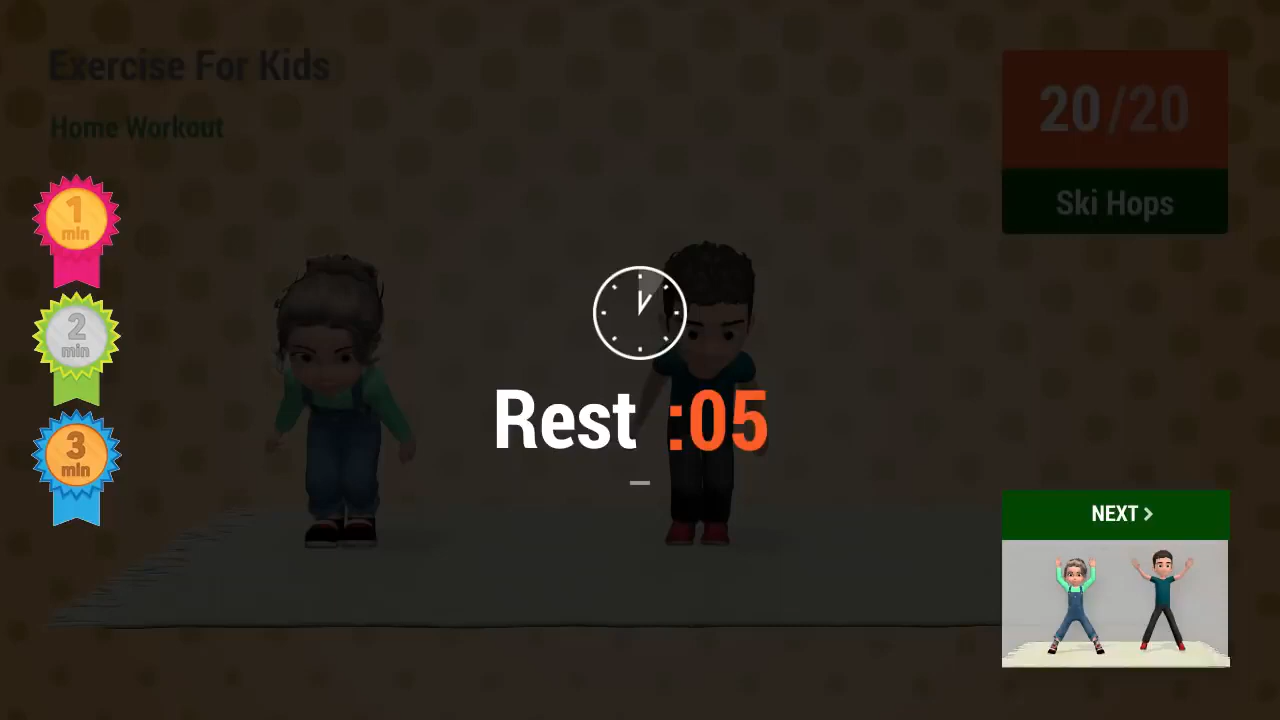 Exercise For Kids
Home Workout
20/20
Ski Hops
1
min
2
min
3
min
Rest :05
NEXT >